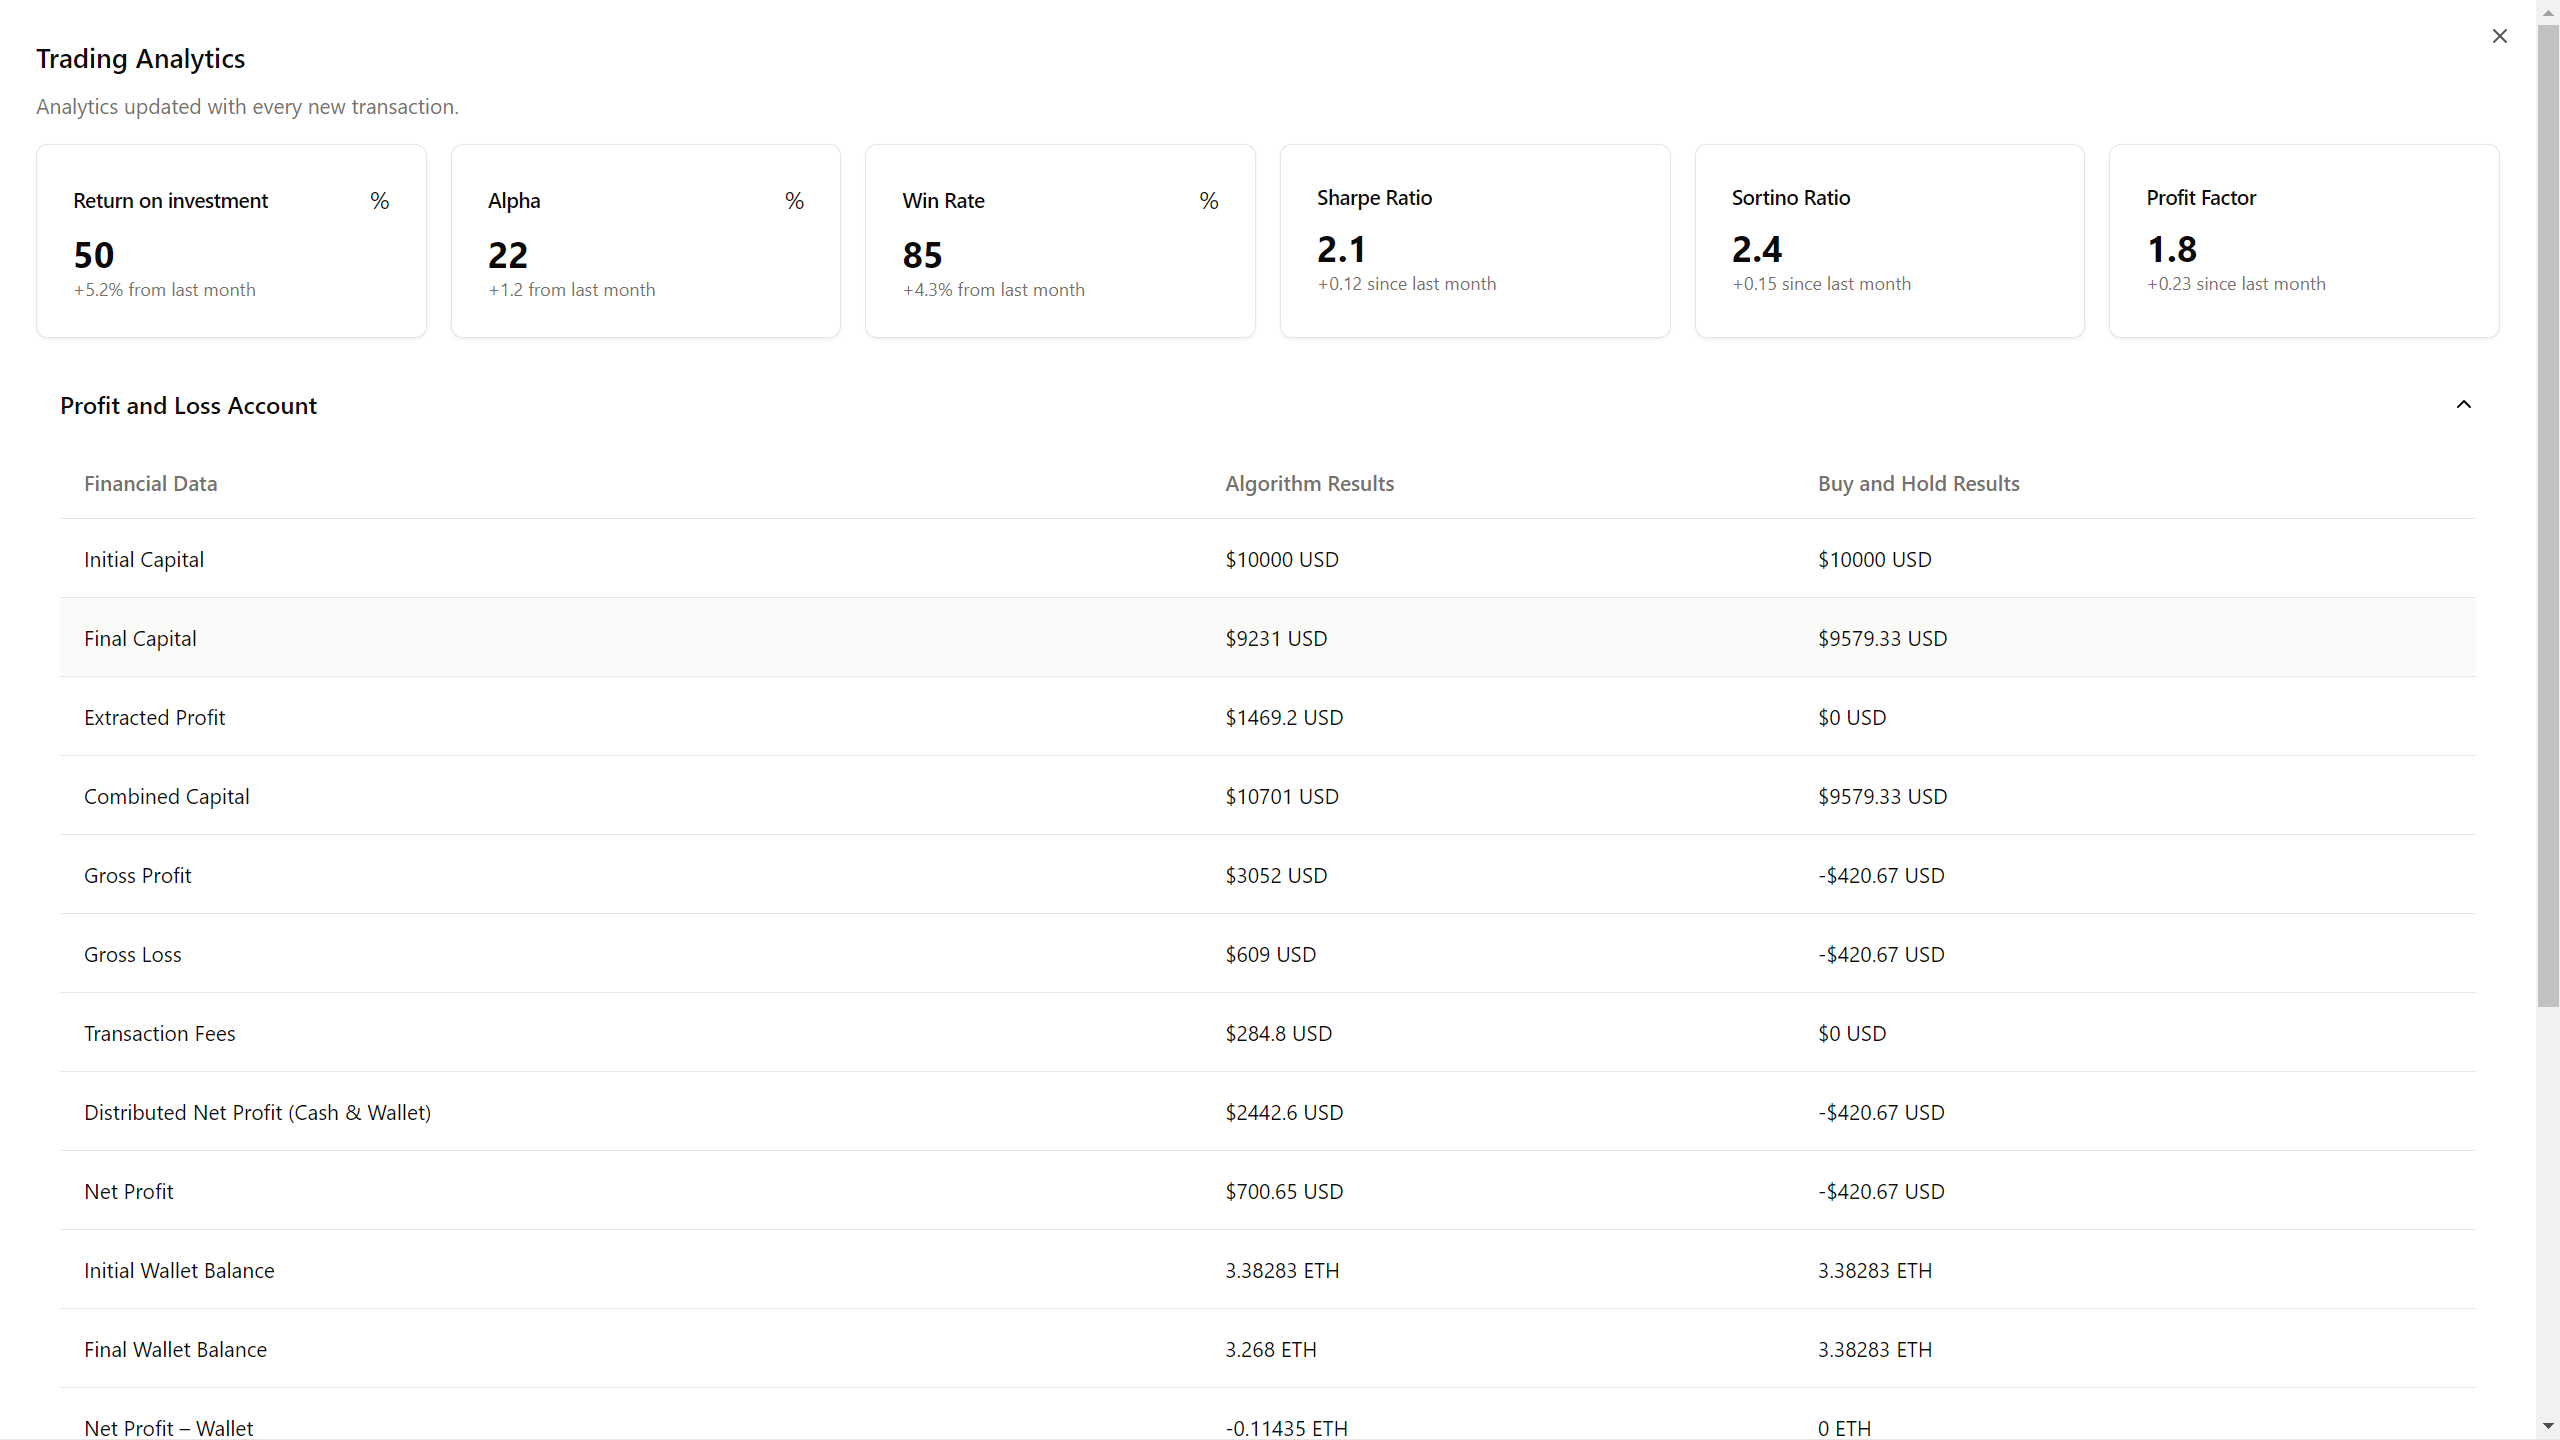 Trading Analytics
Analytics updated with every new transaction.
Return on investment %
50
+5.2% from last month
Alpha %
22
+1.2 from last month
Win Rate %
85
+4.3% from last month
Sharpe Ratio
2.1
+0.12 since last month
Sortino Ratio
2.4
+0.15 since last month
Profit Factor
1.8
+0.23 since last month
Profit and Loss Account
Financial Data Algorithm Results Buy and Hold Results
Initial Capital $10000 USD $10000 USD
Final Capital $9231 USD $9579.33 USD
Extracted Profit $1469.2 USD $0 USD
Combined Capital $10701 USD $9579.33 USD
Gross Profit $3052 USD -$420.67 USD
Gross Loss $609 USD -$420.67 USD
Transaction Fees $284.8 USD $0 USD
Distributed Net Profit (Cash & Wallet) $2442.6 USD -$420.67 USD
Net Profit $700.65 USD -$420.67 USD
Initial Wallet Balance 3.38283 ETH 3.38283 ETH
Final Wallet Balance 3.268 ETH 3.38283 ETH
Net Profit – Wallet -0.11435 ETH 0 ETH